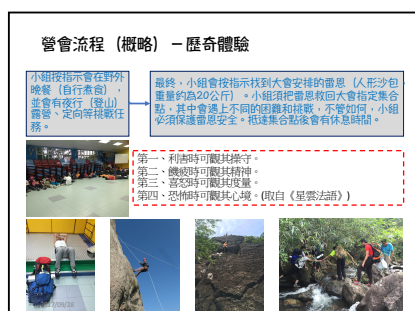 營會流程（概略）－歷奇體驗
小組按指示會在野外
晚餐（自行煮食），
並會有夜行（登山）
露營、定向等挑戰任
務。
最終，小組會按指示找到大會安排的雷恩（人形沙包，
重量約為20公斤）。小組須把雷恩救回大會指定集合
點，其中會遇上不同的困難和挑戰，不管如何，小組
必須保護雷恩安全。抵達集合點後會有休息時間。
第一、利害時可觀其操守。
第二、饑疲時可觀其精神。
第三、喜怒時可觀其度量。
第四、恐怖時可觀其心境。(取自《星雲法語》)